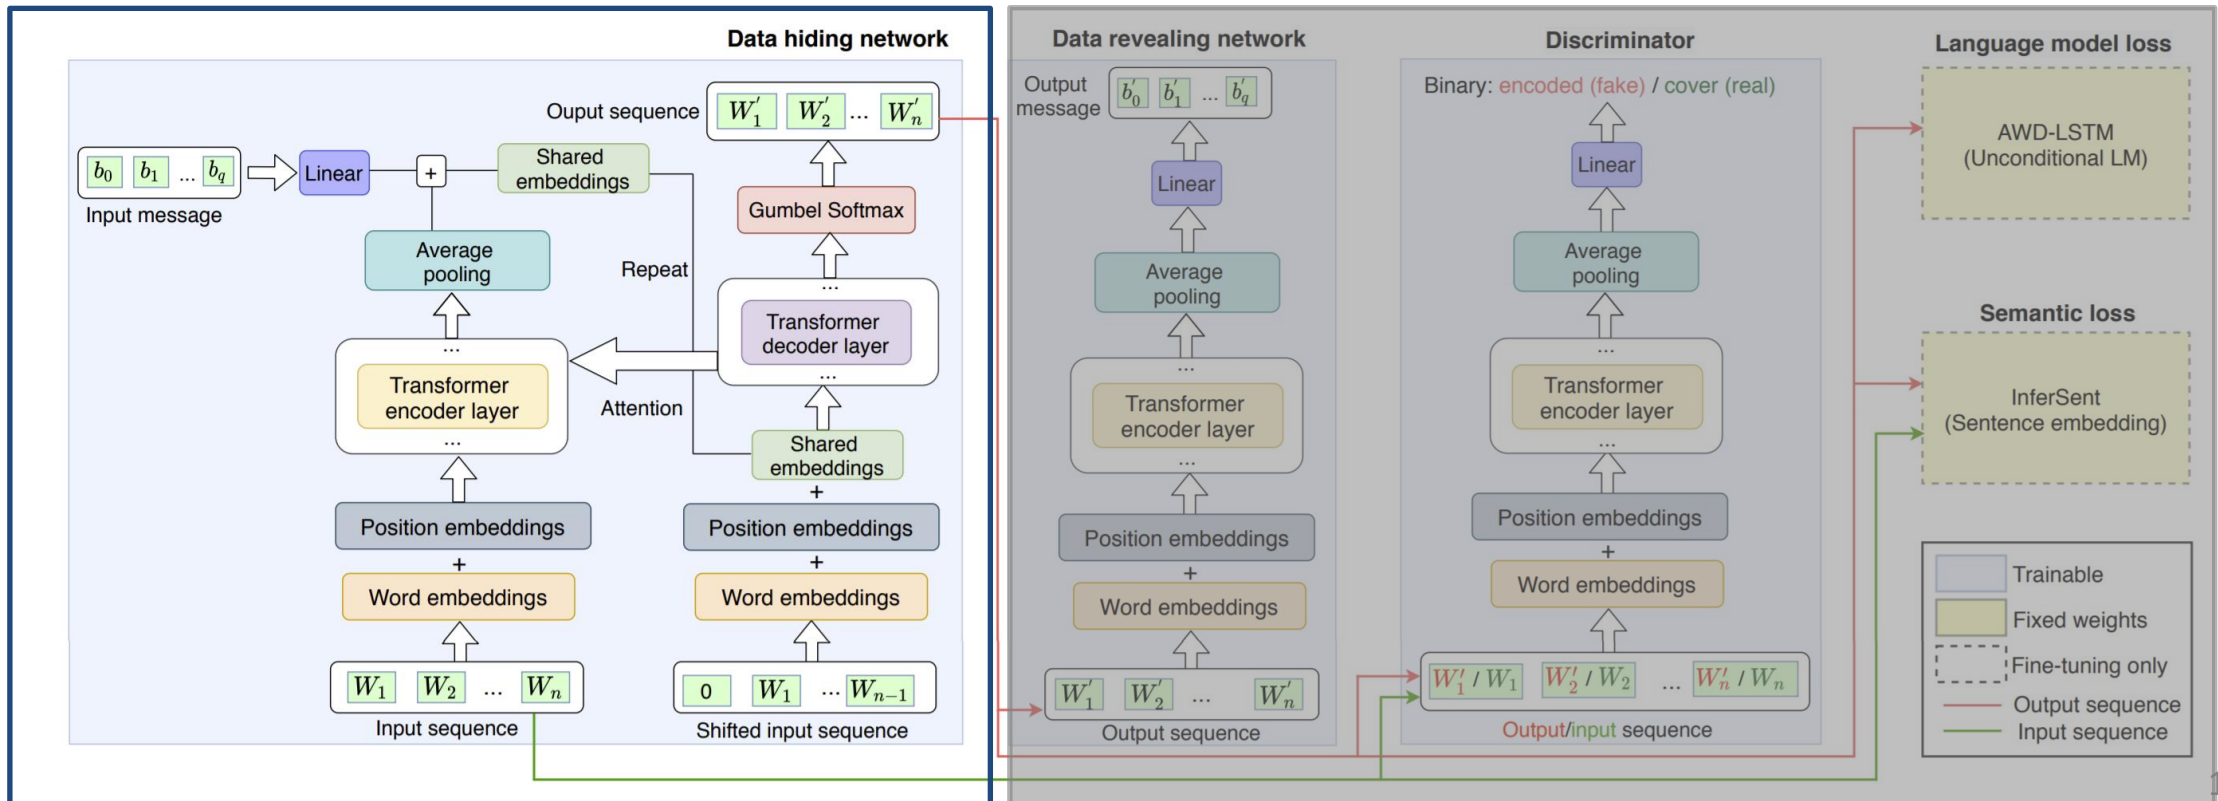 Data hiding network
Ouput sequence
W'1 W'2 ... W'n
b0 b1 ... bq
Input message
Linear
+
Shared
embeddings
Gumbel Softmax
Average
pooling
Repeat
...
Transformer
decoder layer
...
...
Transformer
encoder layer
...
Attention
Shared
embeddings
+
Position embeddings
Position embeddings
+
+
Word embeddings
Word embeddings
W1 W2 ... Wn
Input sequence
0 W1 ... Wn−1
Shifted input sequence
Data revealing network
Output
message
b'0 b'1 ... b'q
Linear
Average
pooling
...
Transformer
encoder layer
...
Position embeddings
+
Word embeddings
W'1 W'2 ... W'n
Output sequence
Discriminator
Binary: encoded (fake) / cover (real)
Linear
Average
pooling
...
Transformer
encoder layer
...
Position embeddings
+
Word embeddings
W'1 / W1 W'2 / W2 ... W'n / Wn
Output/input sequence
Language model loss
AWD-LSTM
(Unconditional LM)
Semantic loss
InferSent
(Sentence embedding)
Trainable
Fixed weights
Fine-tuning only
Output sequence
Input sequence